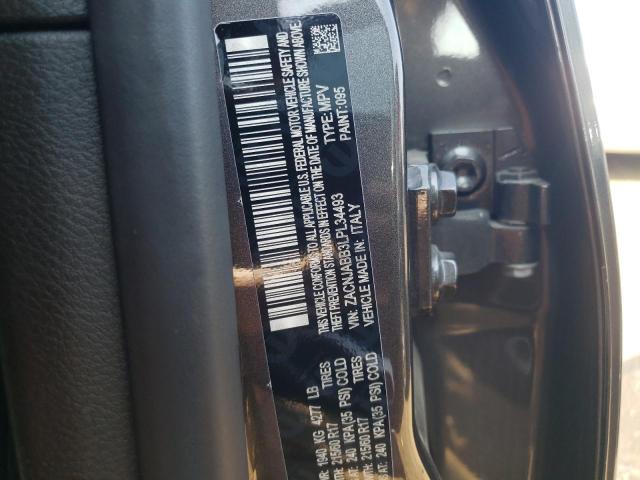 THIS VEHICLE CONFORMS TO ALL APPLICABLE U.S. FEDERAL MOTOR VEHICLE SAFETY AND
THEFT PREVENTION STANDARDS IN EFFECT ON THE DATE OF MANUFACTURE SHOWN ABOVE.
VIN: ZACNJABB3LPL34493 TYPE: MPV
VEHICLE MADE IN: ITALY PAINT: 095
1940 KG 4277 LB
TIRES
215/60 R17
240 KPA(35 PSI) COLD
TIRES
215/60 R17
240 KPA(35 PSI) COLD